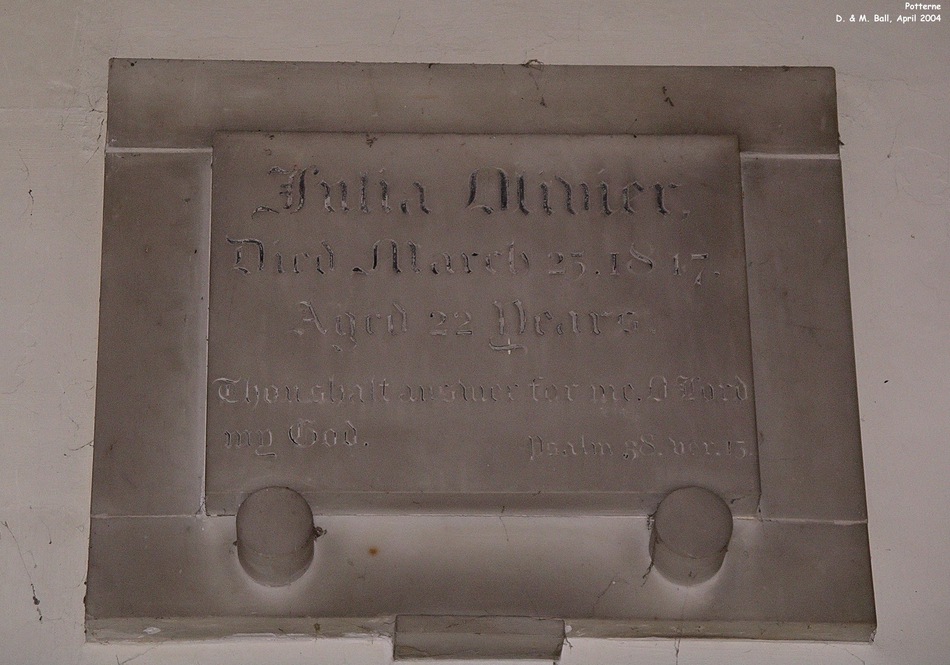 Potterne
D. & M. Ball, April 2004
Julia Olivier.
Died March 25. 1817.
Aged 22 Years.
Thou shalt answer for me. O Lord
my God. Psalm 38. ver. 15.